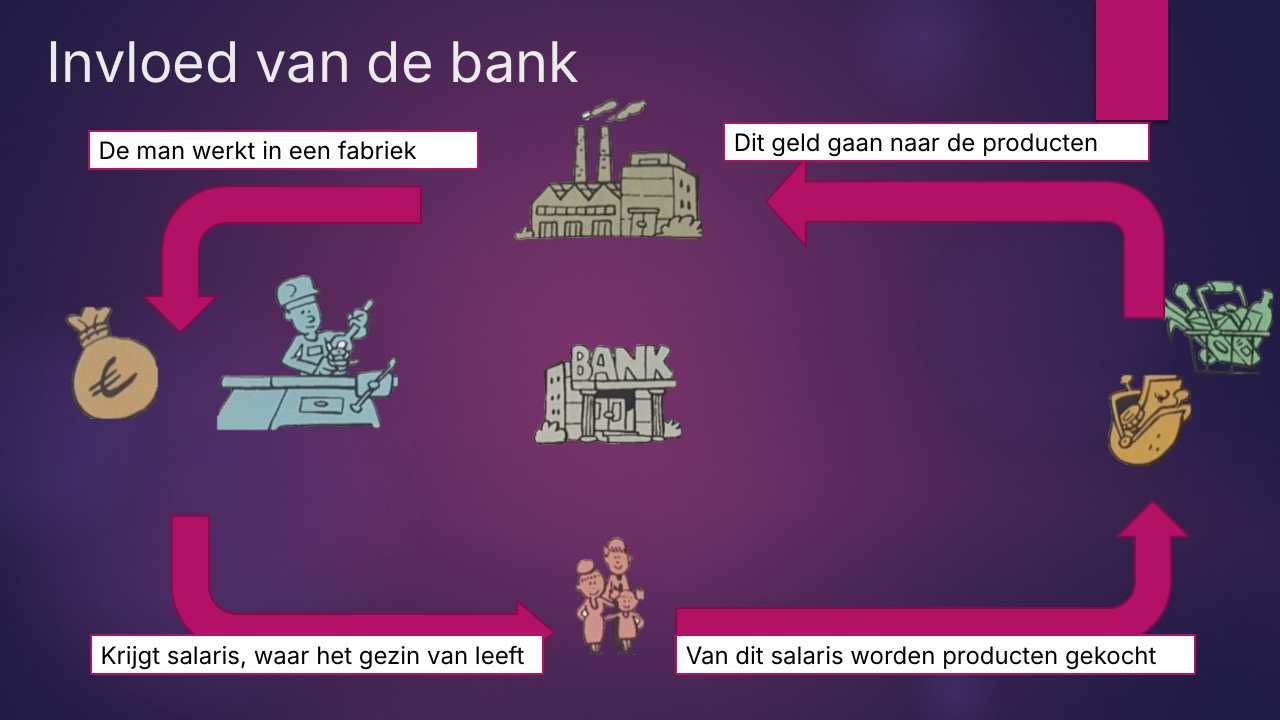 Invloed van de bank
De man werkt in een fabriek
Dit geld gaan naar de producten
€
BANK
Krijgt salaris, waar het gezin van leeft
Van dit salaris worden producten gekocht